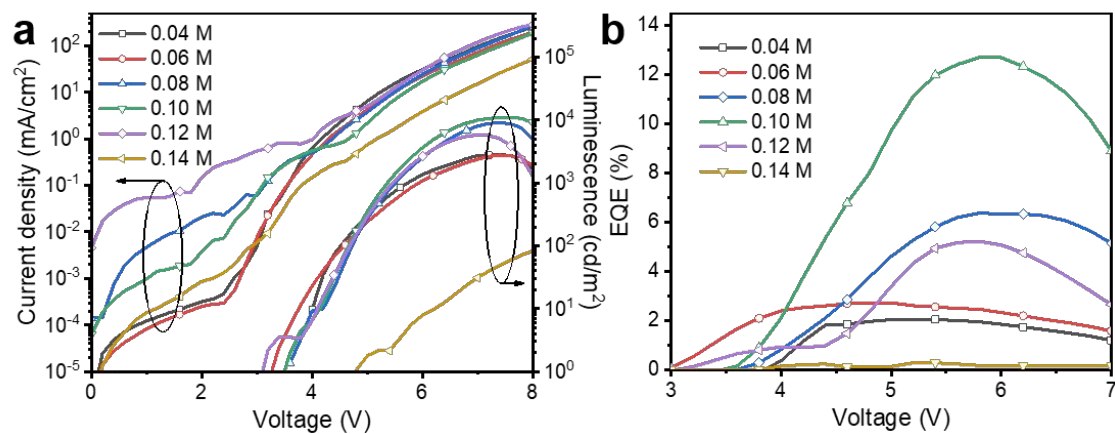 a
Current density (mA/cm2)
10^2
10^1
10^0
10^-1
10^-2
10^-3
10^-4
10^-5
0.04 M
0.06 M
0.08 M
0.10 M
0.12 M
0.14 M
0 2 4 6 8
Voltage (V)
10^5
10^4
10^3
10^2
10^1
10^0
Luminescence (cd/m2)
b
EQE (%)
14
12
10
8
6
4
2
0
0.04 M
0.06 M
0.08 M
0.10 M
0.12 M
0.14 M
3 4 5 6 7
Voltage (V)